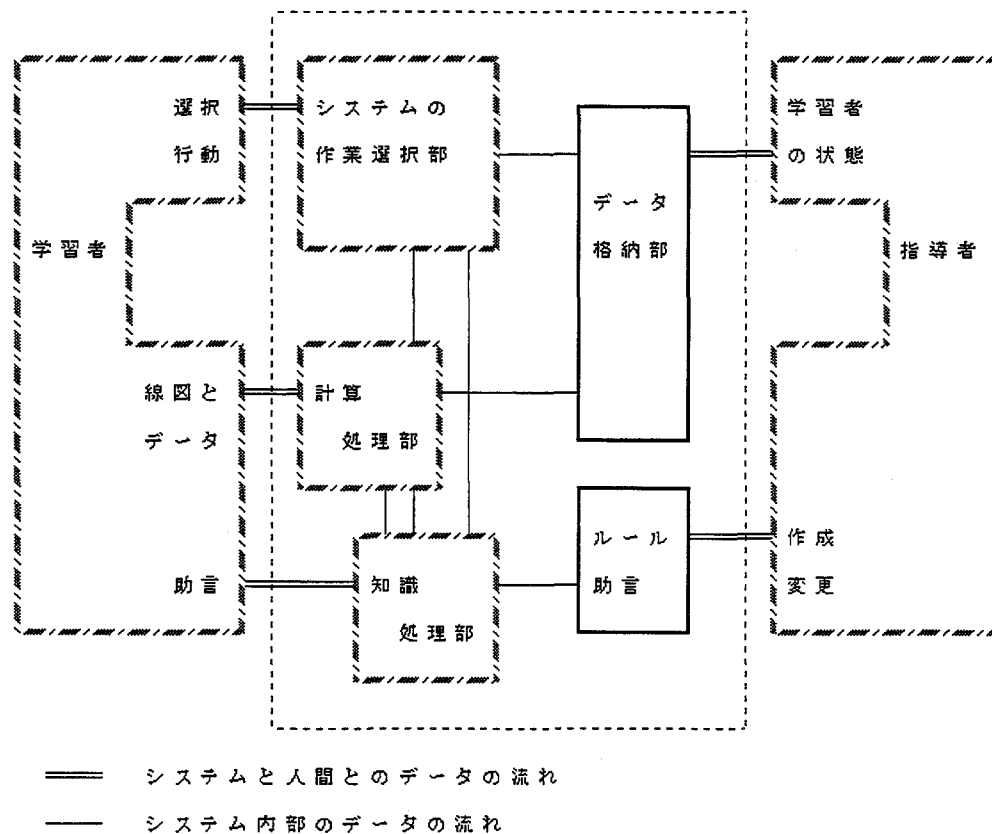 選択
行動
学習者
線図と
データ
助言
システムの
作業選択部
計算
処理部
知識
処理部
データ
格納部
ルール
助言
学習者
の状態
指導者
作成
変更
システムと人間とのデータの流れ
システム内部のデータの流れ